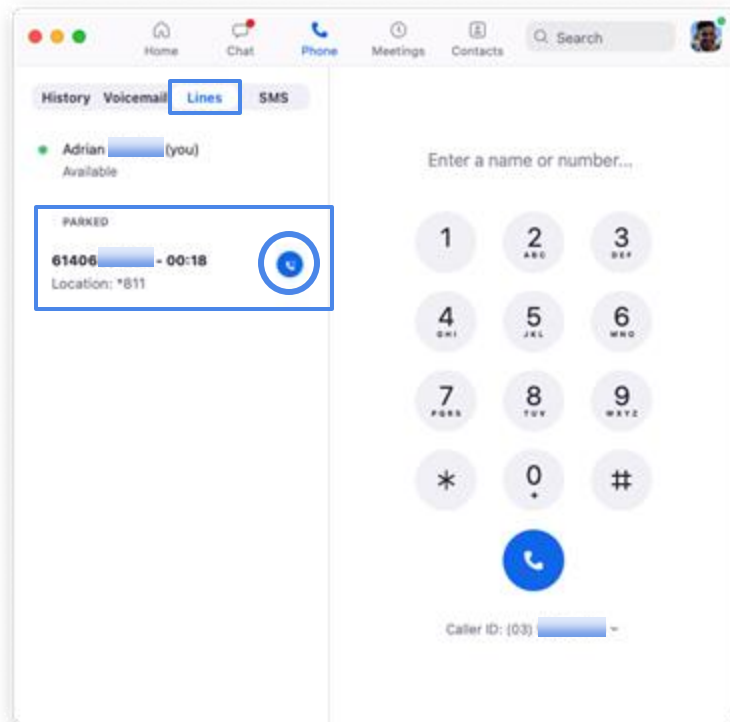 Home Chat Phone Meetings Contacts Search
History Voicemail Lines SMS
Adrian (you)
Available
PARKED
61406 - 00:18
Location: *811
Enter a name or number...
1 2 3
ABC DEF
4 5 6
GHI JKL MNO
7 8 9
PQRS TUV WXYZ
* 0 #
+
Caller ID: (03)